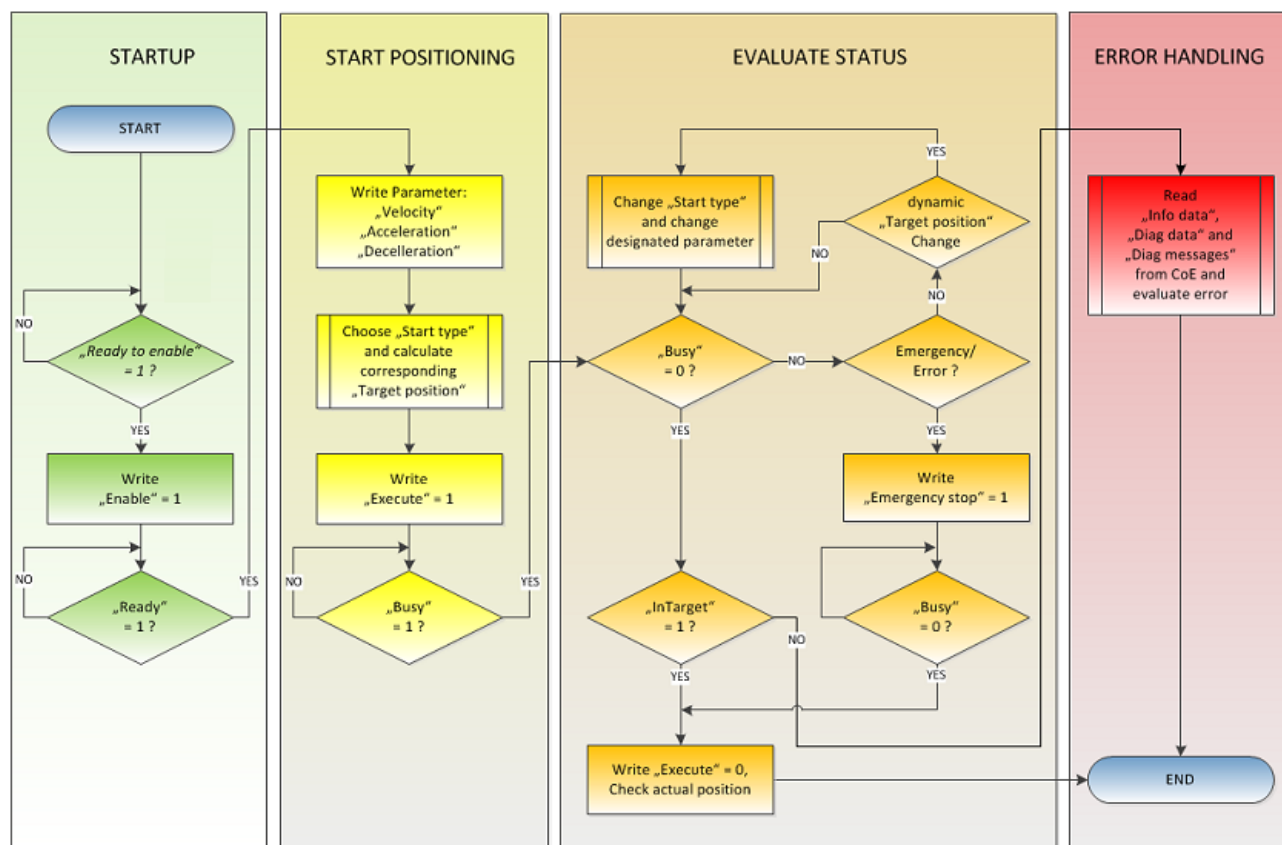 STARTUP
START
NO
„Ready to enable“
= 1 ?
YES
Write
„Enable“ = 1
NO
„Ready“
= 1 ?
YES
START POSITIONING
Write Parameter:
„Velocity“
„Acceleration“
„Decelleration“
Choose „Start type“
and calculate
corresponding
„Target position“
Write
„Execute“ = 1
NO
„Busy“
= 1 ?
YES
EVALUATE STATUS
YES
Change „Start type“
and change
designated parameter
dynamic
„Target position“
Change
NO
NO
„Busy“
= 0 ?
NO
Emergency/
Error ?
YES
YES
Write
„Emergency stop“ = 1
„InTarget“
= 1 ?
NO
„Busy“
= 0 ?
YES
YES
Write „Execute“ = 0,
Check actual position
ERROR HANDLING
Read
„Info data“,
„Diag data“ and
„Diag messages“
from CoE and
evaluate error
END